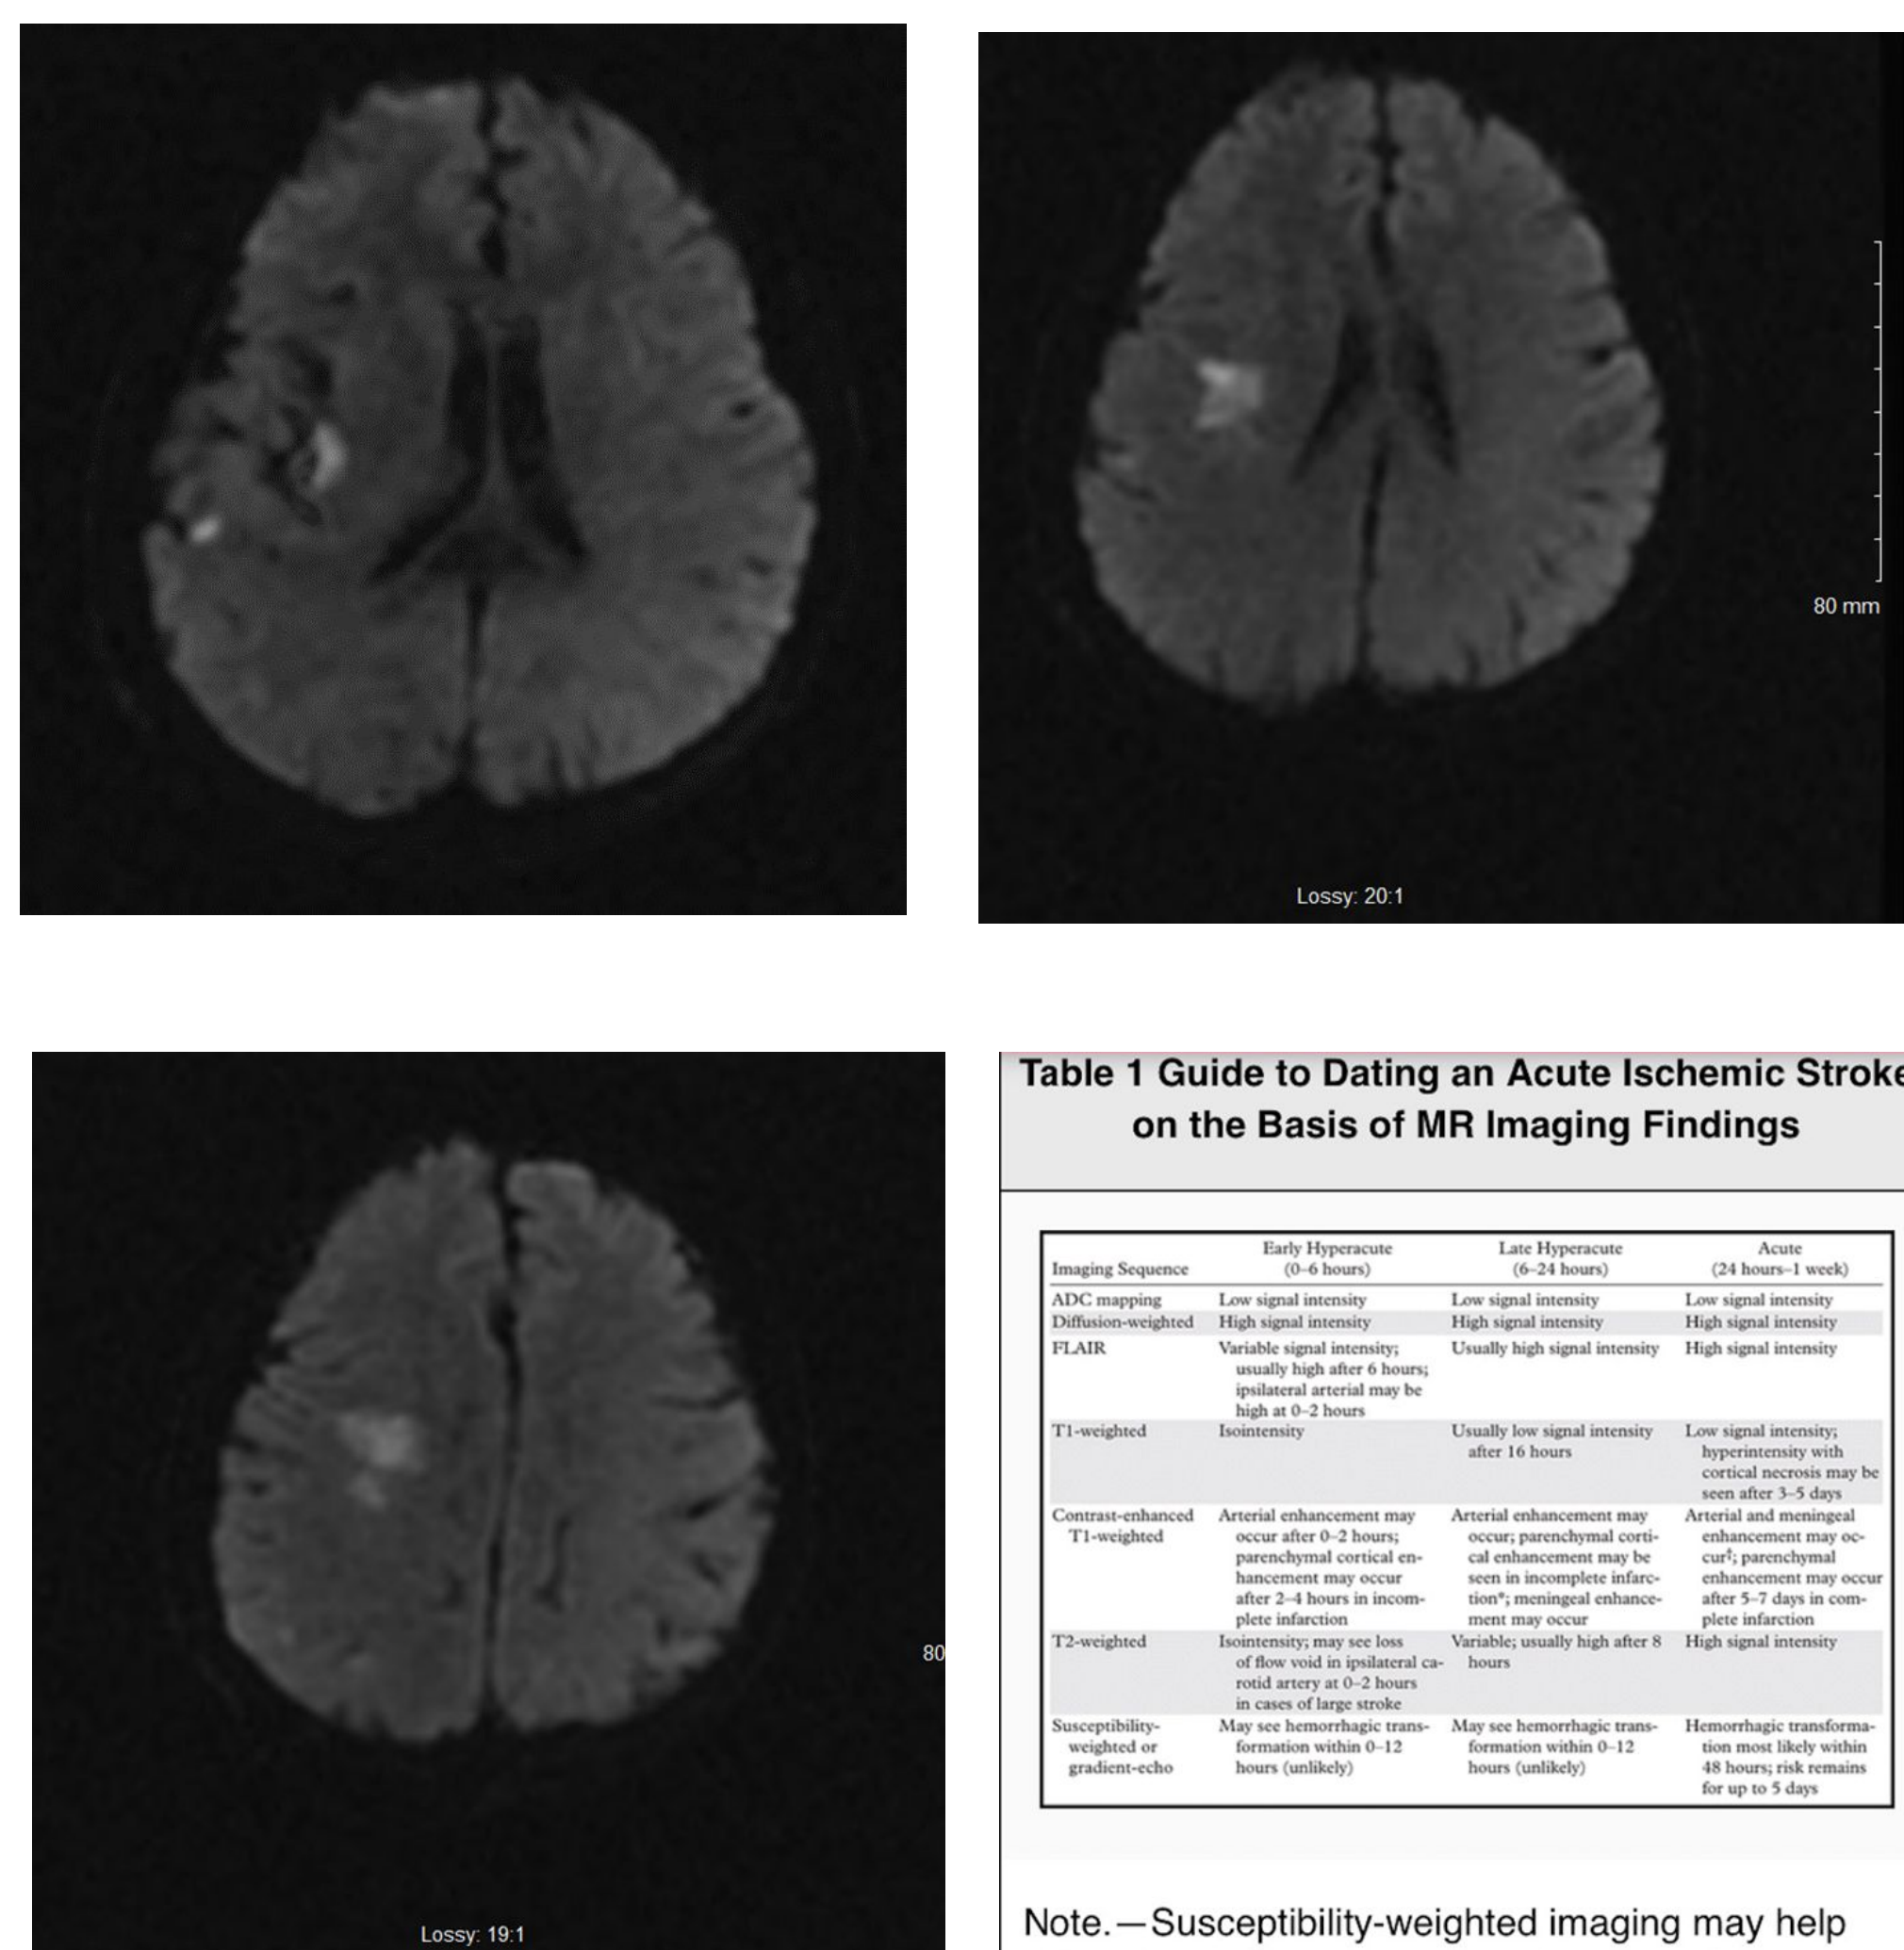 80 mm
Lossy: 20:1
80
Lossy: 19:1
Table 1 Guide to Dating an Acute Ischemic Stroke
on the Basis of MR Imaging Findings
Early Hyperacute Late Hyperacute Acute
Imaging Sequence (0–6 hours) (6–24 hours) (24 hours–1 week)
ADC mapping Low signal intensity Low signal intensity Low signal intensity
Diffusion-weighted High signal intensity High signal intensity High signal intensity
FLAIR Variable signal intensity; Usually high signal intensity High signal intensity
usually high after 6 hours;
ipsilateral arterial may be
high at 0–2 hours
T1-weighted Isointensity Usually low signal intensity Low signal intensity;
after 16 hours hyperintensity with
cortical necrosis may be
seen after 3–5 days
Contrast-enhanced Arterial enhancement may Arterial enhancement may Arterial and meningeal
T1-weighted occur after 0–2 hours; occur; parenchymal corti- enhancement may oc-
parenchymal cortical en- cal enhancement may be cur†; parenchymal
hancement may occur seen in incomplete infarc- enhancement may occur
after 2–4 hours in incom- tion*; meningeal enhance- after 5–7 days in com-
plete infarction ment may occur plete infarction
T2-weighted Isointensity; may see loss Variable; usually high after 8 High signal intensity
of flow void in ipsilateral ca- hours
rotid artery at 0–2 hours
in cases of large stroke
Susceptibility- May see hemorrhagic trans- May see hemorrhagic trans- Hemorrhagic transforma-
weighted or formation within 0–12 formation within 0–12 tion most likely within
gradient-echo hours (unlikely) hours (unlikely) 48 hours; risk remains
for up to 5 days
Note.—Susceptibility-weighted imaging may help